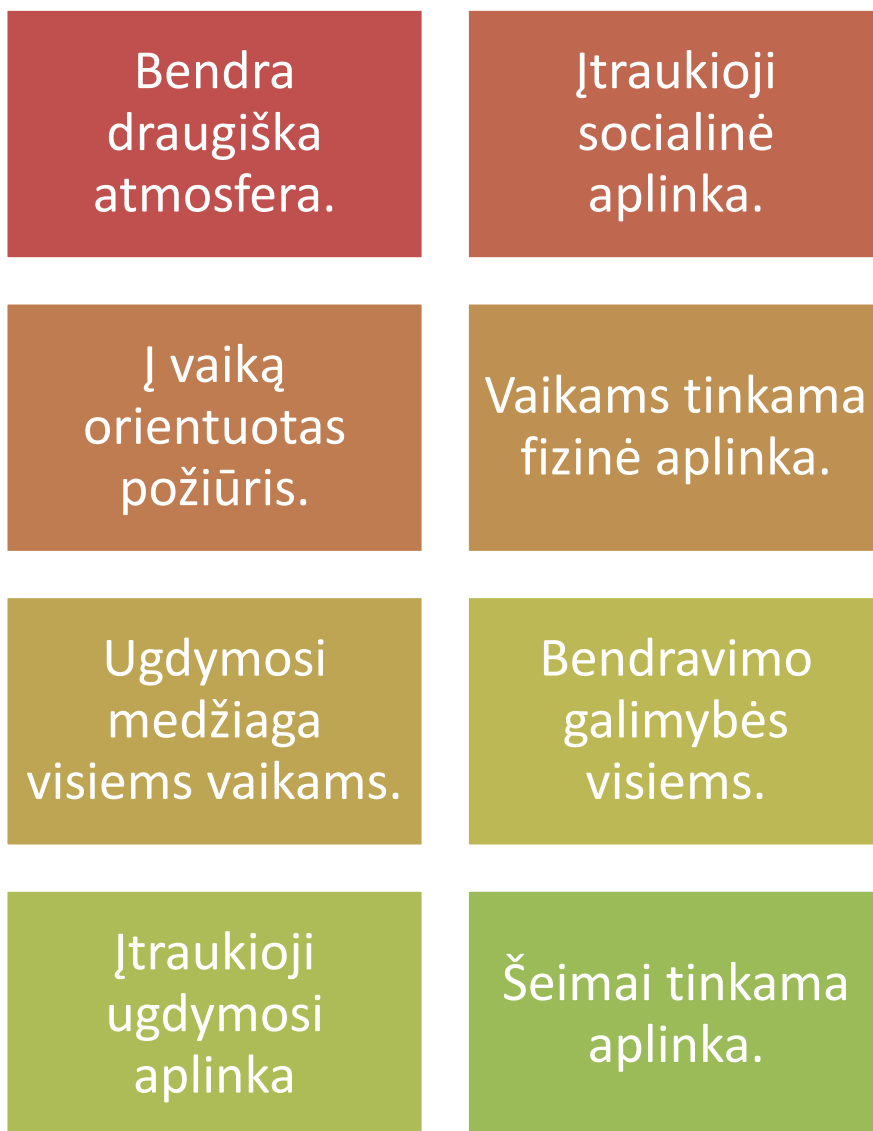 Bendra
draugiška
atmosfera.
Įtraukioji
socialinė
aplinka.
Į vaiką
orientuotas
požiūris.
Vaikams tinkama
fizinė aplinka.
Ugdymosi
medžiaga
visiems vaikams.
Bendravimo
galimybės
visiems.
Įtraukioji
ugdymosi
aplinka
Šeimai tinkama
aplinka.